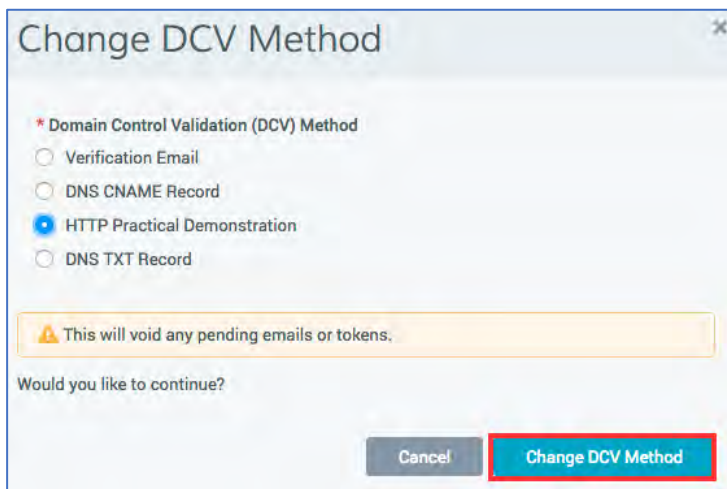 Change DCV Method
* Domain Control Validation (DCV) Method
Verification Email
DNS CNAME Record
HTTP Practical Demonstration
DNS TXT Record
This will void any pending emails or tokens.
Would you like to continue?
Cancel
Change DCV Method